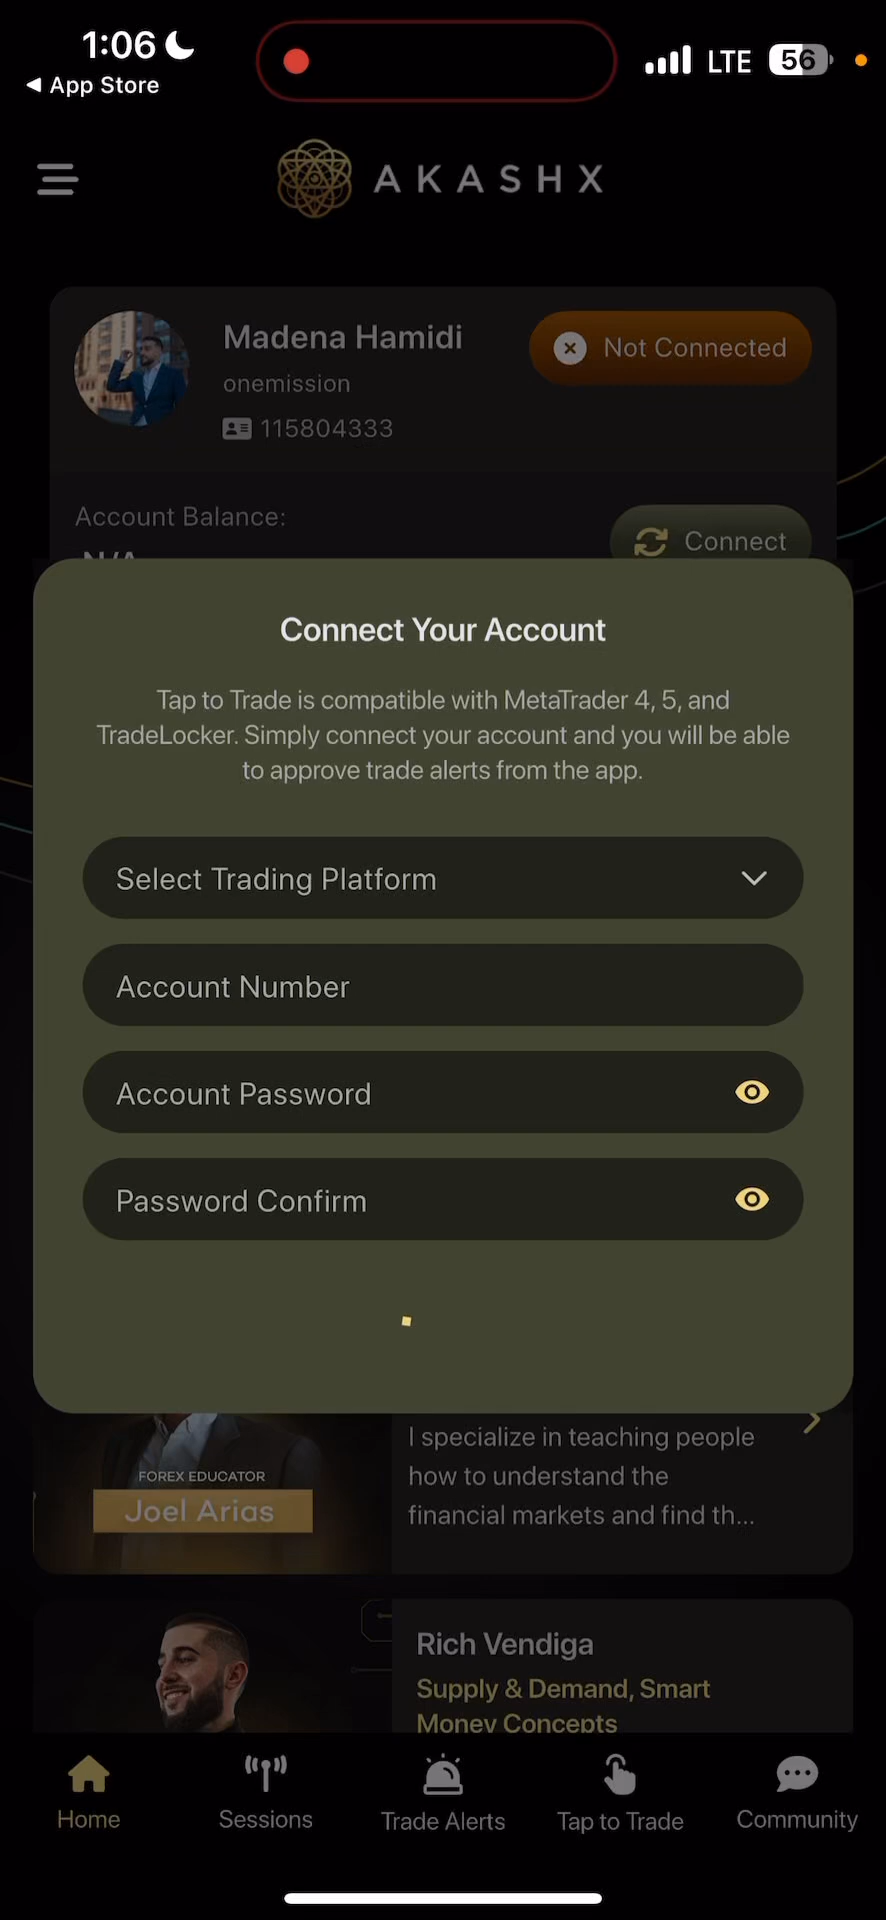 1:06
LTE
56
App Store
AKASHX
Madena Hamidi
Not Connected
onemission
115804333
Account Balance:
N/A
Connect
Connect Your Account
Tap to Trade is compatible with MetaTrader 4, 5, and
TradeLocker. Simply connect your account and you will be able
to approve trade alerts from the app.
Select Trading Platform
Account Number
Account Password
Password Confirm
I specialize in teaching people
how to understand the
financial markets and find th...
FOREX EDUCATOR
Joel Arias
Rich Vendiga
Supply & Demand, Smart
Money Concepts
Home
Sessions
Trade Alerts
Tap to Trade
Community